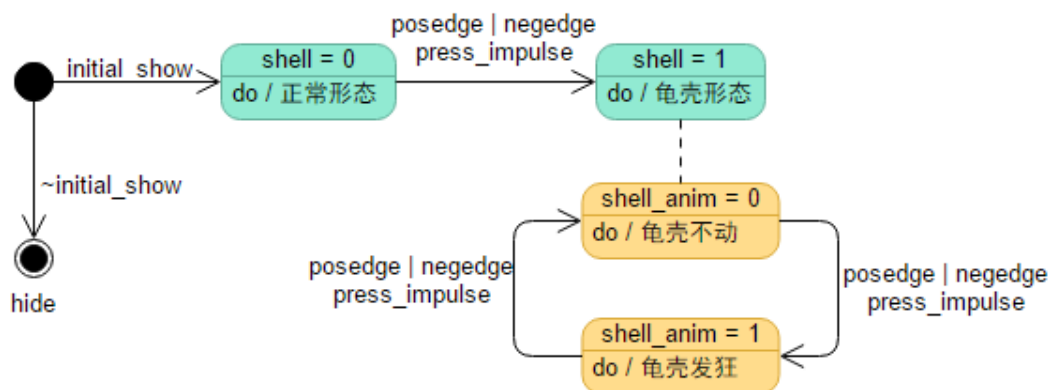 posedge | negedge
press_impulse
initial_show
shell = 0
do / 正常形态
shell = 1
do / 龟壳形态
~initial_show
hide
shell_anim = 0
do / 龟壳不动
posedge | negedge
press_impulse
posedge | negedge
press_impulse
shell_anim = 1
do / 龟壳发狂